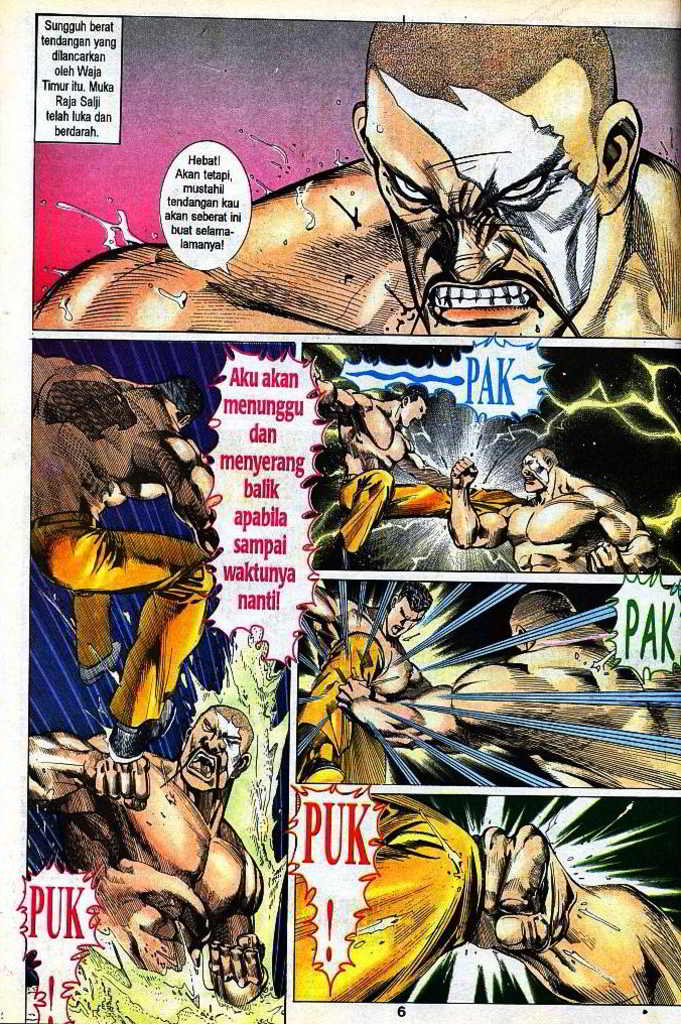 Sungguh berat
tendangan yang
dilancarkan
oleh Waja
Timur itu. Muka
Raja Salji
telah luka dan
berdarah.
Hebat!
Akan tetapi,
mustahil
tendangan kau
akan seberat ini
buat selama-
lamanya!
Aku akan
menunggu
dan
menyerang
balik
apabila
sampai
waktunya
nanti!
PUK
!
PAK
PAK
PUK
!
6